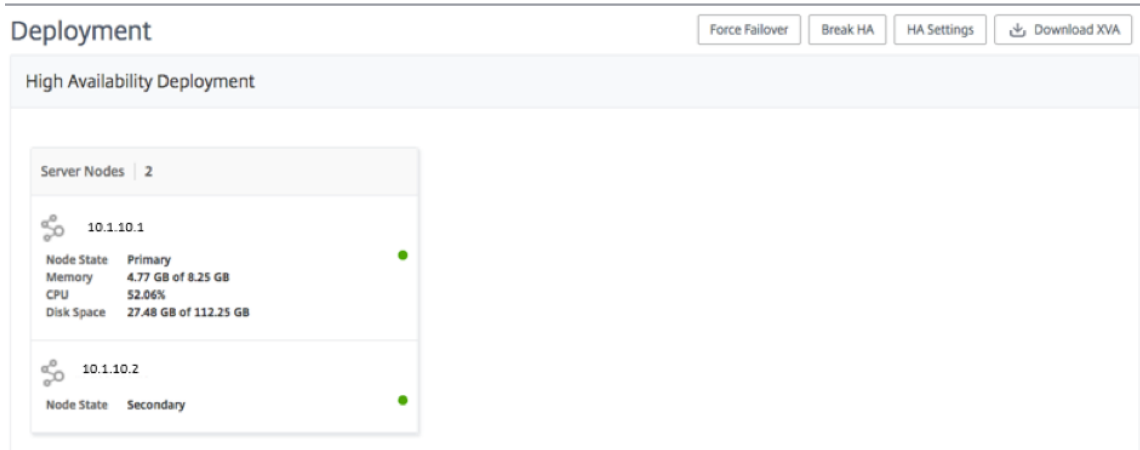 Deployment
Force Failover
Break HA
HA Settings
Download XVA
High Availability Deployment
Server Nodes 2
10.1.10.1
Node State Primary
Memory 4.77 GB of 8.25 GB
CPU 52.06%
Disk Space 27.48 GB of 112.25 GB
10.1.10.2
Node State Secondary